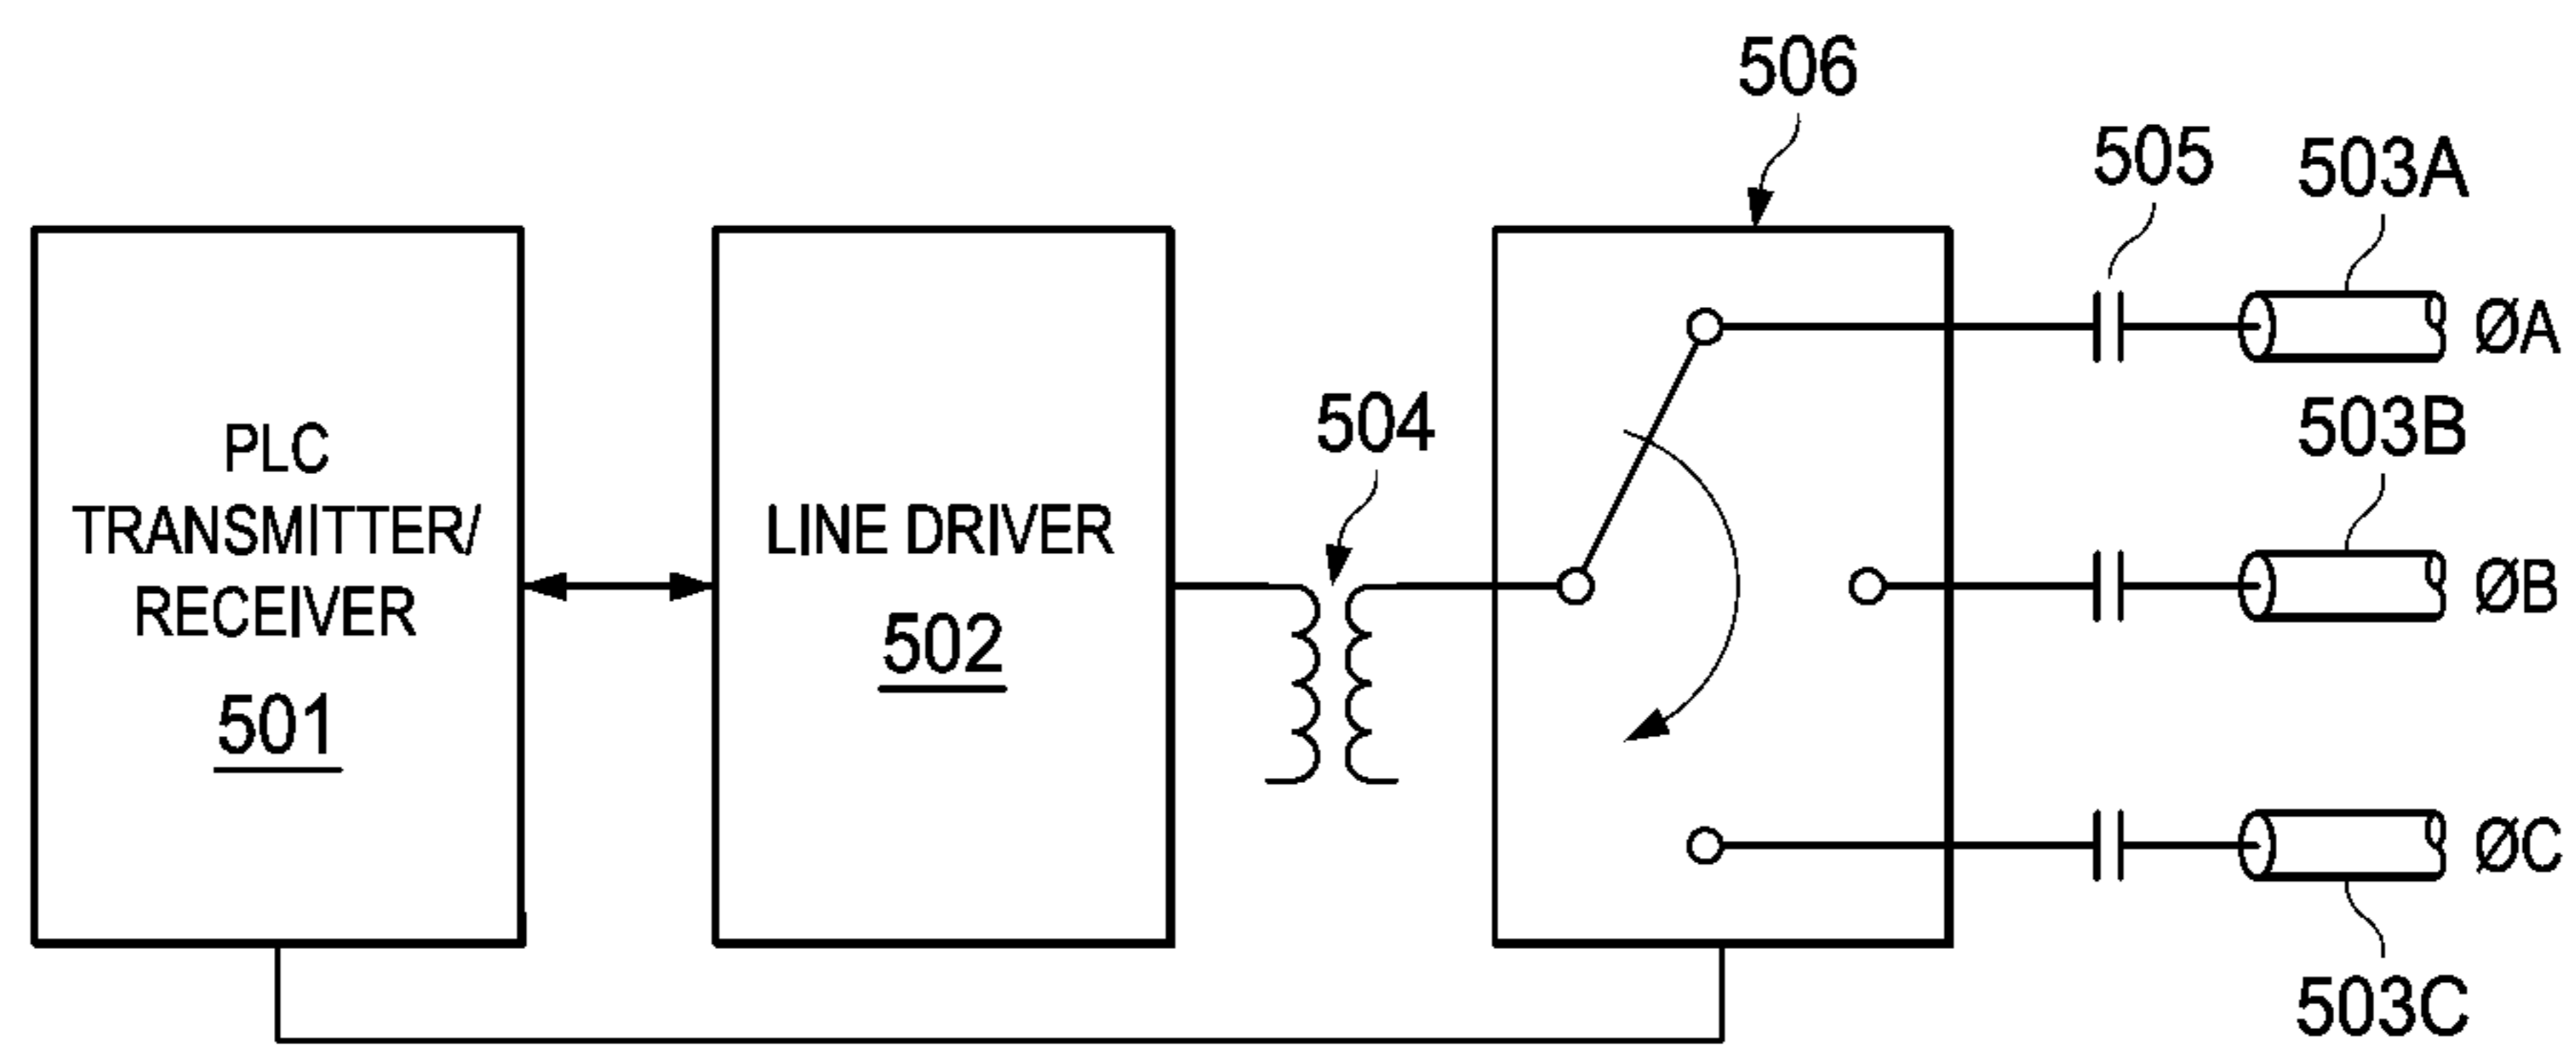 506
505
503A
ØA
504
503B
ØB
PLC
TRANSMITTER/
RECEIVER
501
LINE DRIVER
502
ØC
503C